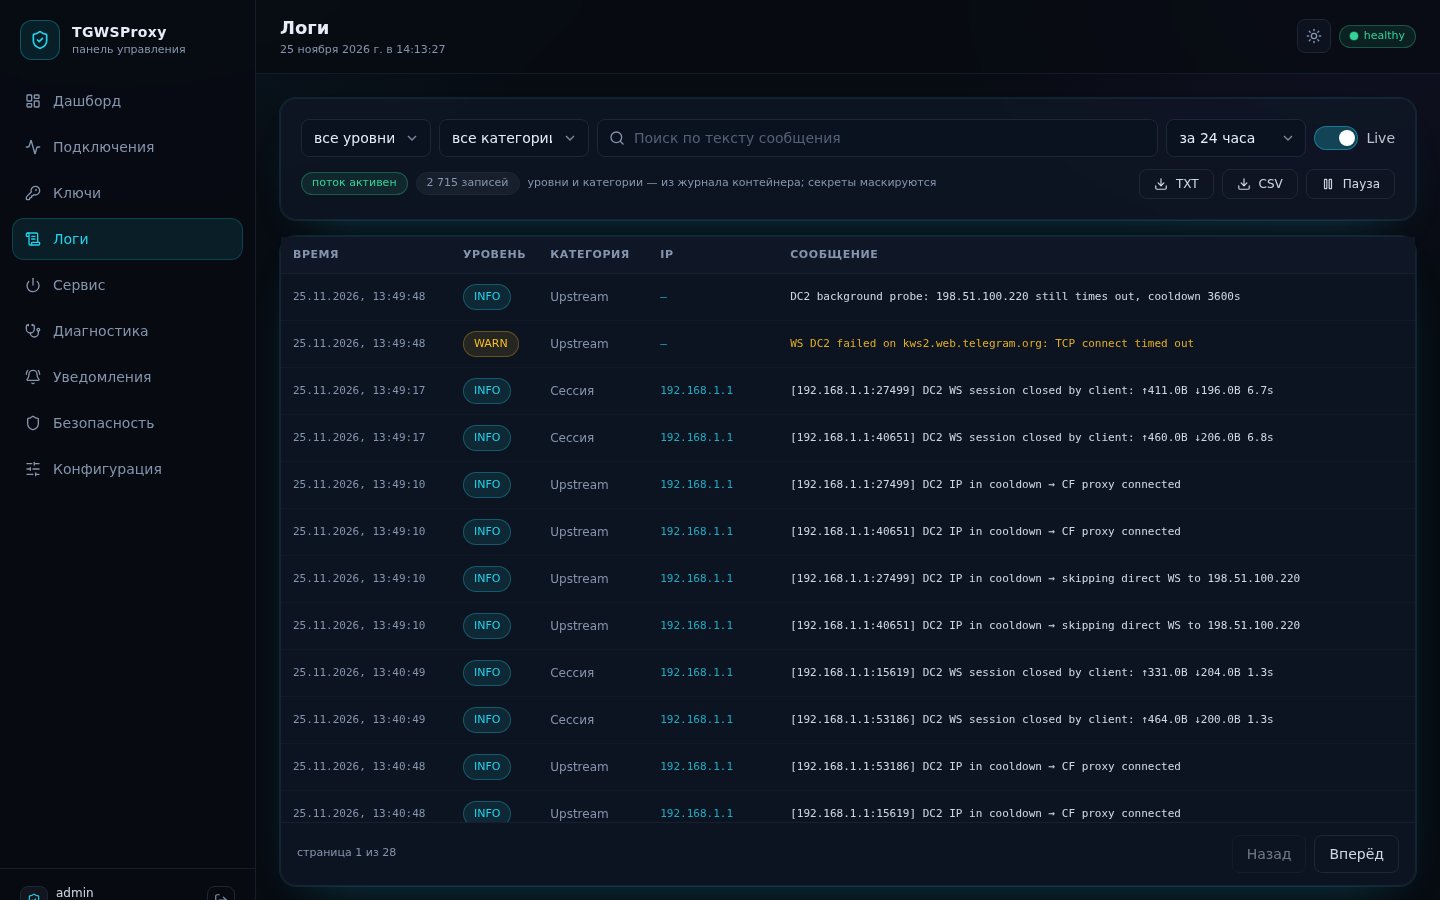 TGWSProxy
панель управления
Дашборд
Подключения
Ключи
Логи
Сервис
Диагностика
Уведомления
Безопасность
Конфигурация
admin
Логи
25 ноября 2026 г. в 14:13:27
healthy
все уровни
все категории
Поиск по тексту сообщения
за 24 часа
Live
поток активен
2 715 записей
уровни и категории — из журнала контейнера; секреты маскируются
TXT
CSV
Пауза
ВРЕМЯ УРОВЕНЬ КАТЕГОРИЯ IP СООБЩЕНИЕ
25.11.2026, 13:49:48 INFO Upstream — DC2 background probe: 198.51.100.220 still times out, cooldown 3600s
25.11.2026, 13:49:48 WARN Upstream — WS DC2 failed on kws2.web.telegram.org: TCP connect timed out
25.11.2026, 13:49:17 INFO Сессия 192.168.1.1 [192.168.1.1:27499] DC2 WS session closed by client: ↑411.0B ↓196.0B 6.7s
25.11.2026, 13:49:17 INFO Сессия 192.168.1.1 [192.168.1.1:40651] DC2 WS session closed by client: ↑460.0B ↓206.0B 6.8s
25.11.2026, 13:49:10 INFO Upstream 192.168.1.1 [192.168.1.1:27499] DC2 IP in cooldown → CF proxy connected
25.11.2026, 13:49:10 INFO Upstream 192.168.1.1 [192.168.1.1:40651] DC2 IP in cooldown → CF proxy connected
25.11.2026, 13:49:10 INFO Upstream 192.168.1.1 [192.168.1.1:27499] DC2 IP in cooldown → skipping direct WS to 198.51.100.220
25.11.2026, 13:49:10 INFO Upstream 192.168.1.1 [192.168.1.1:40651] DC2 IP in cooldown → skipping direct WS to 198.51.100.220
25.11.2026, 13:40:49 INFO Сессия 192.168.1.1 [192.168.1.1:15619] DC2 WS session closed by client: ↑331.0B ↓204.0B 1.3s
25.11.2026, 13:40:49 INFO Сессия 192.168.1.1 [192.168.1.1:53186] DC2 WS session closed by client: ↑464.0B ↓200.0B 1.3s
25.11.2026, 13:40:48 INFO Upstream 192.168.1.1 [192.168.1.1:53186] DC2 IP in cooldown → CF proxy connected
25.11.2026, 13:40:48 INFO Upstream 192.168.1.1 [192.168.1.1:15619] DC2 IP in cooldown → CF proxy connected
страница 1 из 28
Назад
Вперёд